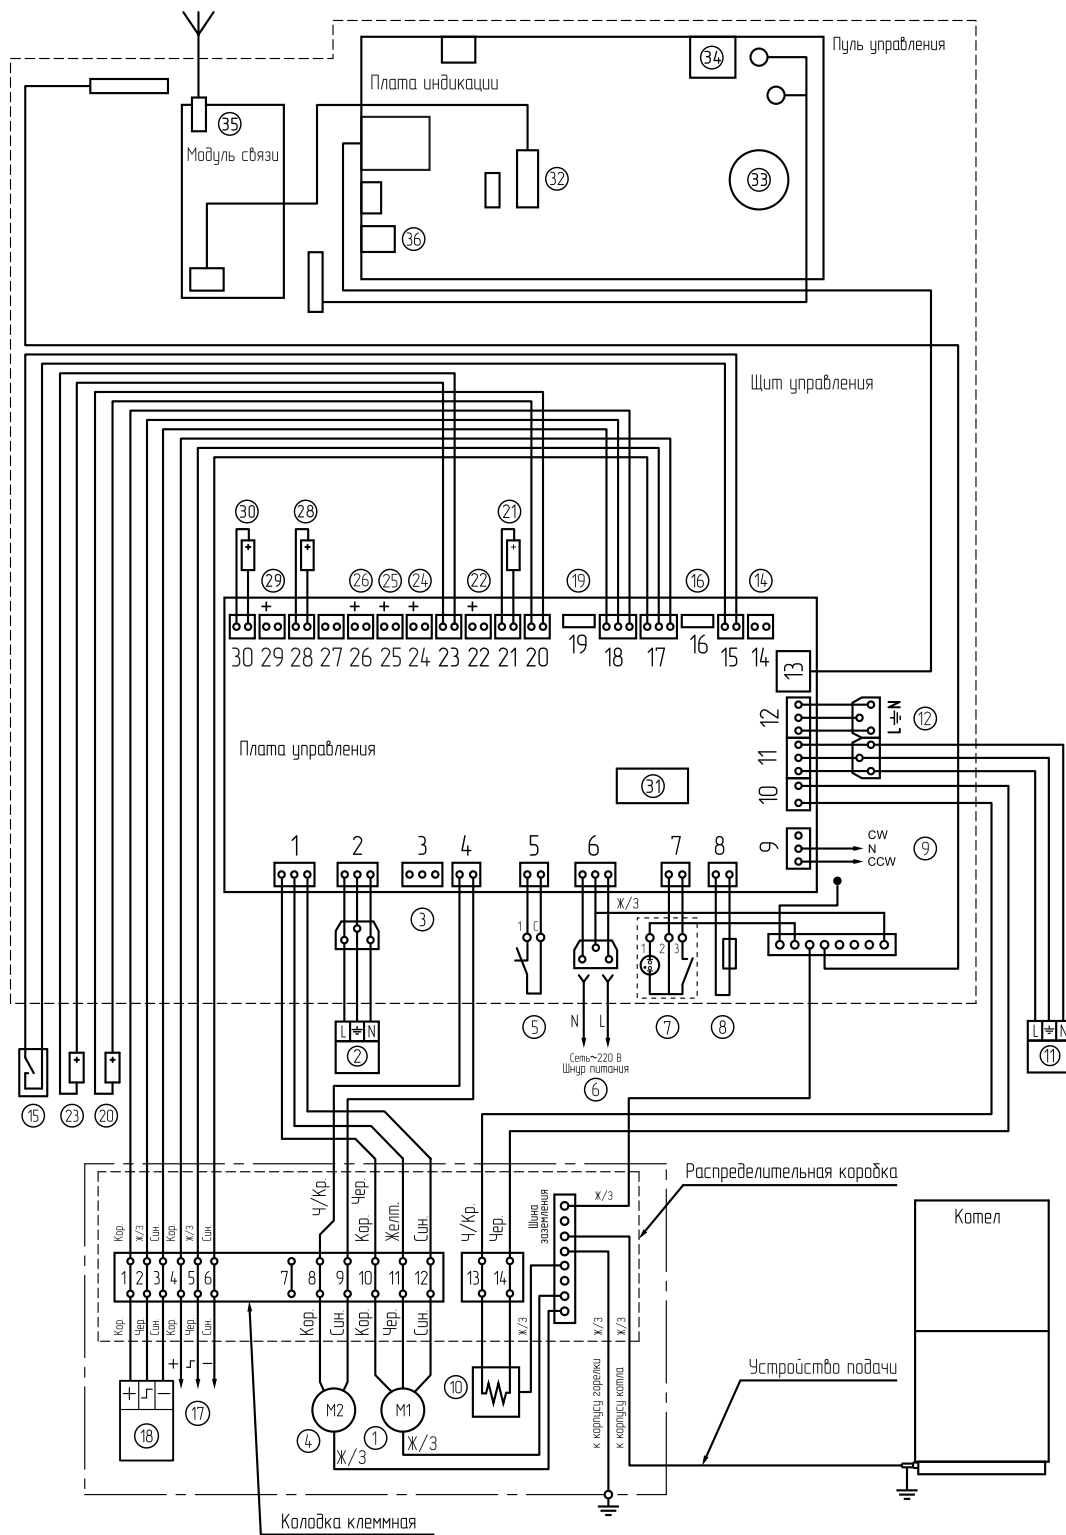 Пуль управления
34
Плата индикации
35
Модуль связи
32
33
36
Щит управления
30 28 21
29 26 25 24 22 19 16 14
+ + + + +
30 29 28 27 26 25 24 23 22 21 20 19 18 17 16 15 14
13
12
L N
12
Плата управления
11
31
10
1 2 3 4 5 6 7 8
9
CW
N
CCW
9
Ж/З
3
1 С
1 2 3
L N
2
5
N L
7
8
L N
11
Сеть~220 В
Шнур питания
6
15 23 20
Распределительная коробка
Ж/З
Шина
заземления
Котел
Кор. Ж/З Син. Кор. Ж/З Син.
Ч/Кр. Чер. Кор. Желт. Син. Ч/Кр. Чер.
1 2 3 4 5 6 7 8 9 10 11 12 13 14
Кор. Чер. Син. Кор. Чер. Син.
Кор. Син. Кор. Чер. Син. Ж/З Ж/З Ж/З
+ –
+ –
18
17
10
M2
M1
4
1
Ж/З
Ж/З
к корпусу горелки
к корпусу котла
Устройство подачи
Колодка клеммная